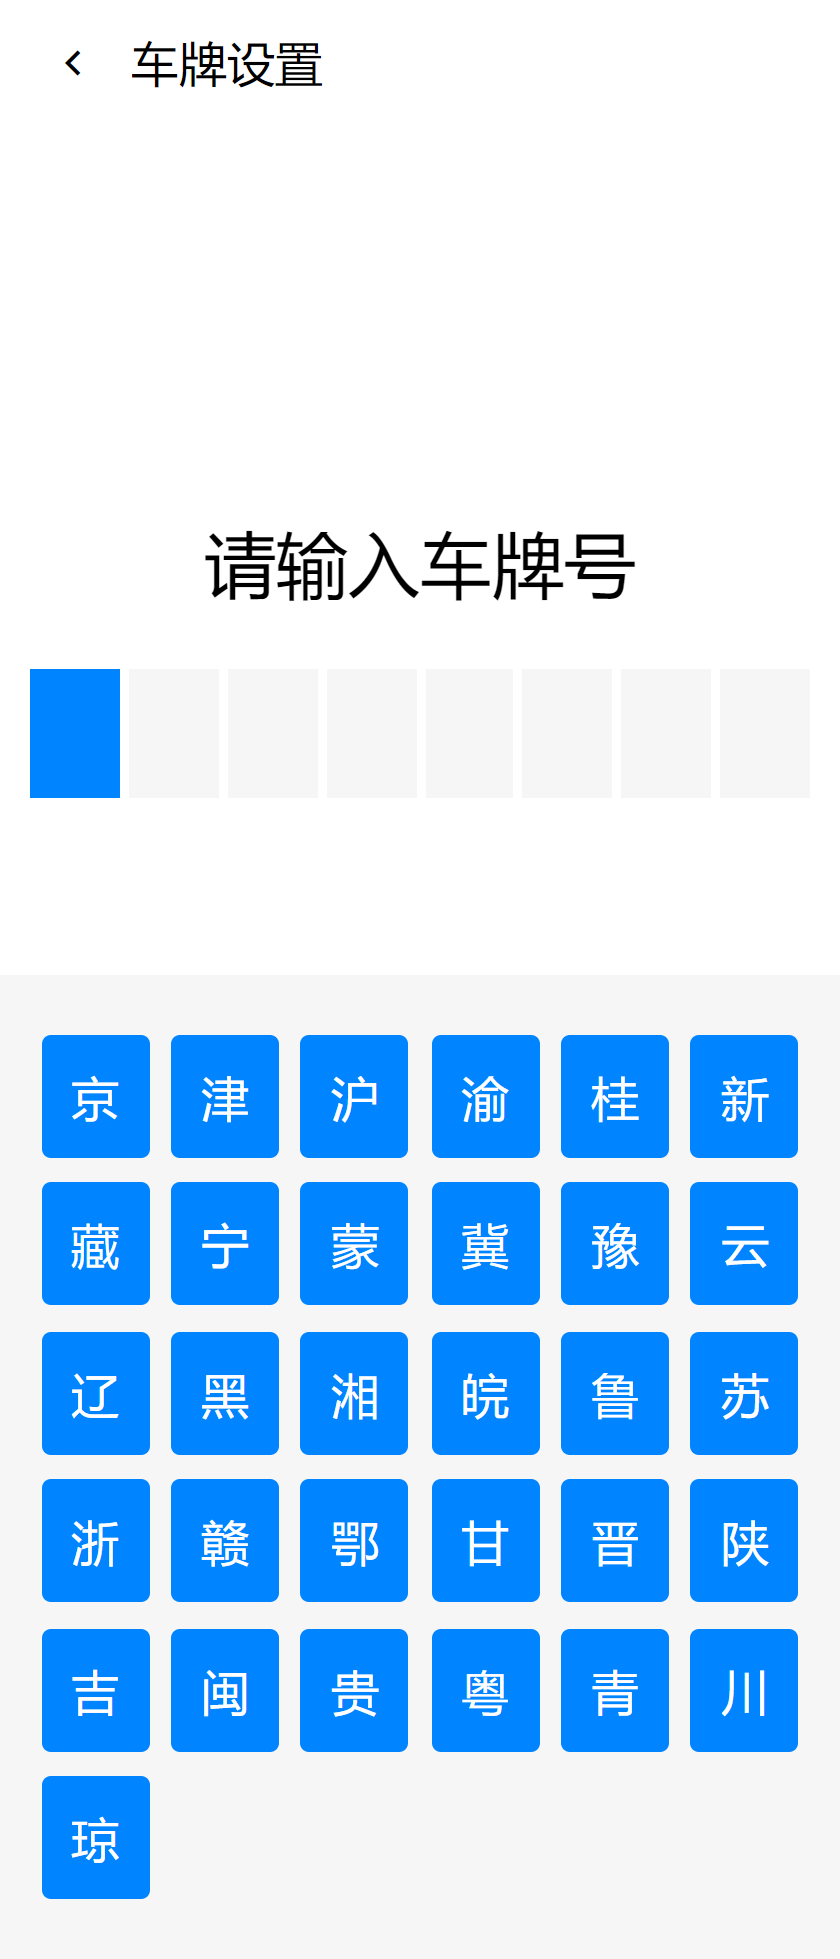 车牌设置
请输入车牌号
京 津 沪 渝 桂 新
藏 宁 蒙 冀 豫 云
辽 黑 湘 皖 鲁 苏
浙 赣 鄂 甘 晋 陕
吉 闽 贵 粤 青 川
琼